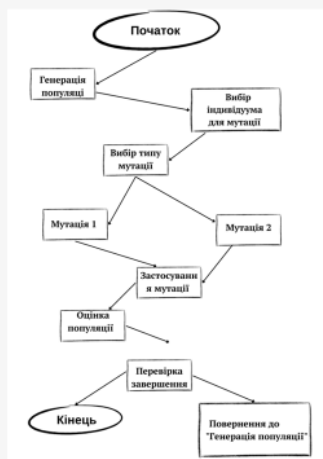 Початок
Генерація
популяці
Вибір
індивідуума
для мутації
Вибір типу
мутації
Мутація 1
Мутація 2
Застосуванн
я мутації
Оцінка
популяції
Перевірка
завершення
Кінець
Повернення до
"Генерація популяції"